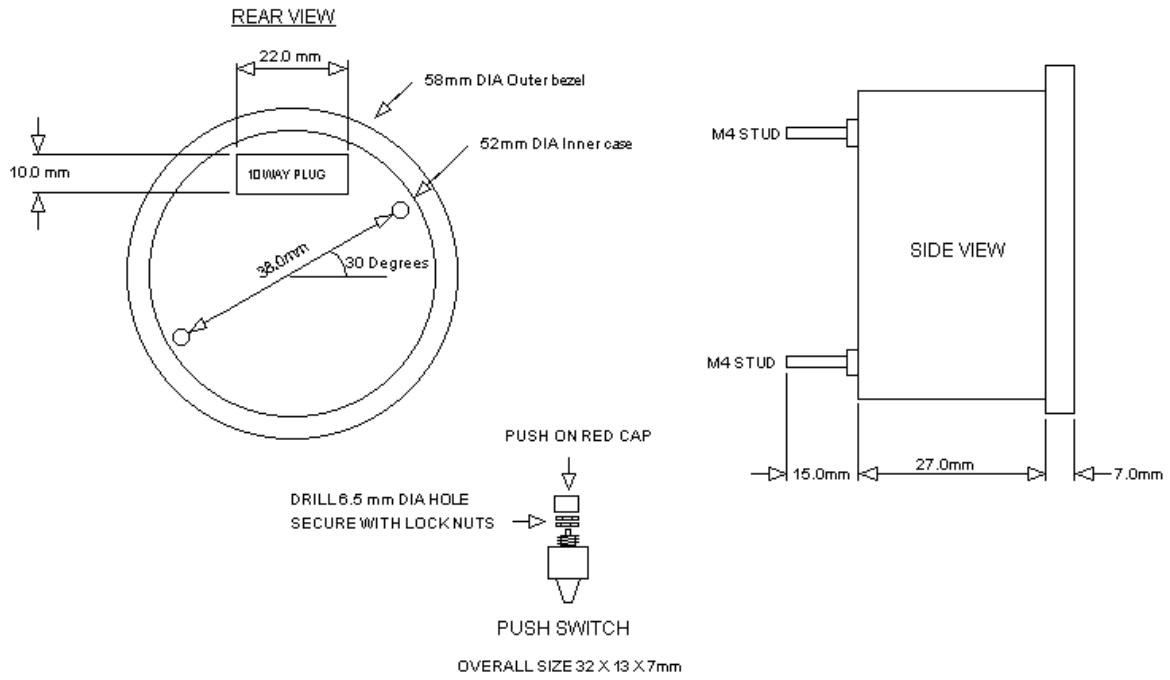 REAR VIEW
22.0 mm
58mm DIA Outer bezel
52mm DIA Inner case
10.0 mm
10WAY PLUG
38.0mm
30 Degrees
M4 STUD
SIDE VIEW
M4 STUD
15.0mm
27.0mm
7.0mm
PUSH ON RED CAP
DRILL 6.5 mm DIA HOLE
SECURE WITH LOCK NUTS
PUSH SWITCH
OVERALL SIZE 32 X 13 X 7mm